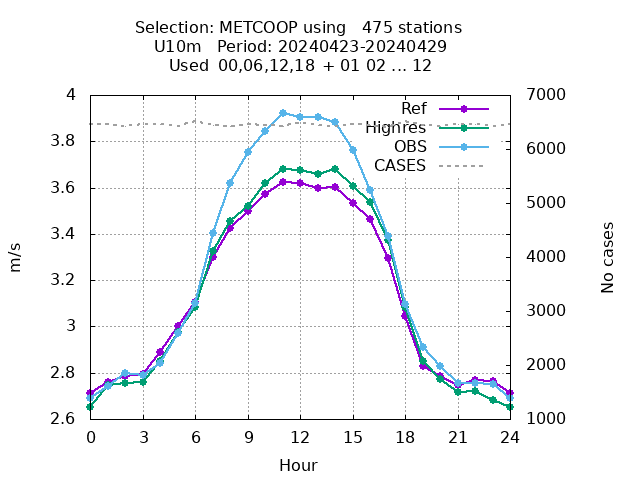 Selection: METCOOP using   475 stations
U10m   Period: 20240423-20240429
Used  00,06,12,18  + 01 02 ... 12
4 7000
Ref
3.8 Highres 6000
OBS
CASES
3.6 5000
3.4 4000
3.2 3000
3 2000
2.8
2.6 1000
m/s
No cases
0 3 6 9 12 15 18 21 24
Hour